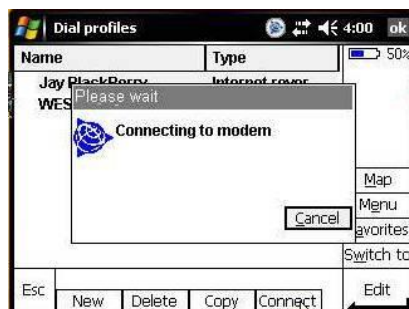 Dial profiles 4:00 ok
Name Type 50%
Jay BlackBerry Internet rover
WES
Please wait
Connecting to modem
Cancel
Map
Menu
avorites
Switch to
Esc Edit
New Delete Copy Connect